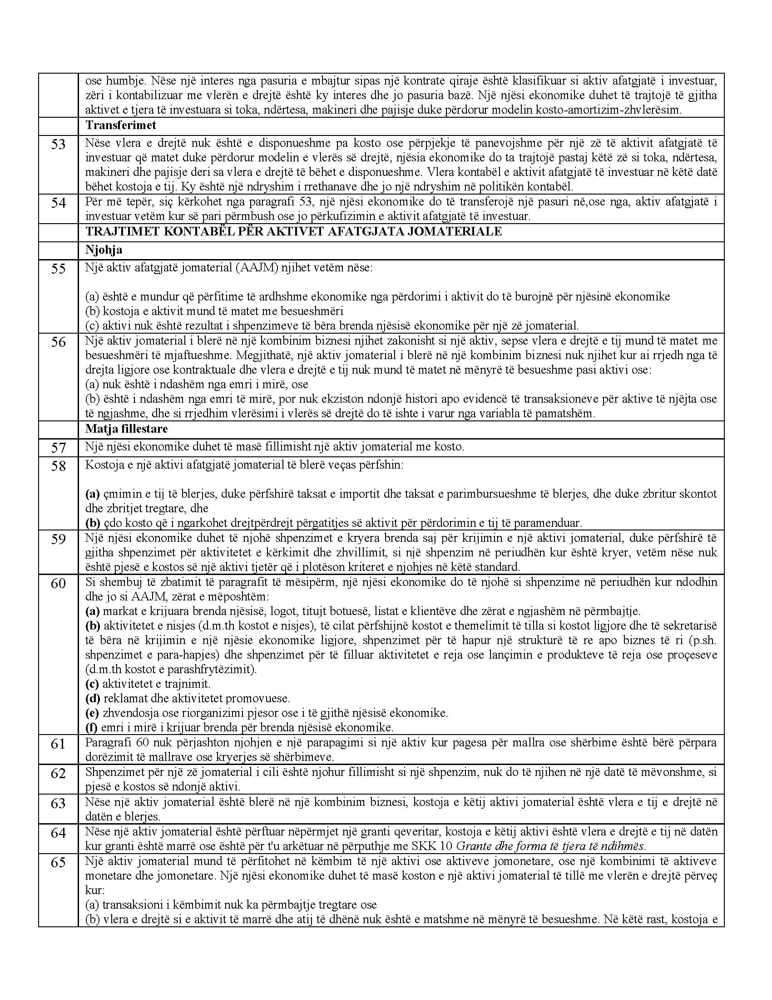 ose humbje. Nëse një interes nga pasuria e mbajtur sipas një kontrate qiraje është klasifikuar si aktiv afatgjatë i investuar,
zëri i kontabilizuar me vlerën e drejtë është ky interes dhe jo pasuria bazë. Një njësi ekonomike duhet të trajtojë të gjitha
aktivet e tjera të investuara si toka, ndërtesa, makineri dhe pajisje duke përdorur modelin kosto-amortizim-zhvlerësim.
Transferimet
53 Nëse vlera e drejtë nuk është e disponueshme pa kosto ose përpjekje të panevojshme për një zë të aktivit afatgjatë të
investuar që matet duke përdorur modelin e vlerës së drejtë, njësia ekonomike do ta trajtojë pastaj këtë zë si toka, ndërtesa,
makineri dhe pajisje deri sa vlera e drejtë të bëhet e disponueshme. Vlera kontabël e aktivit afatgjatë të investuar në këtë datë
bëhet kostoja e tij. Ky është një ndryshim i rrethanave dhe jo një ndryshim në politikën kontabël.
54 Për më tepër, siç kërkohet nga paragrafi 53, një njësi ekonomike do të transferojë një pasuri në,ose nga, aktiv afatgjatë i
investuar vetëm kur së pari përmbush ose jo përkufizimin e aktivit afatgjatë të investuar.
TRAJTIMET KONTABËL PËR AKTIVET AFATGJATA JOMATERIALE
Njohja
55 Një aktiv afatgjatë jomaterial (AAJM) njihet vetëm nëse:
(a) është e mundur që përfitime të ardhshme ekonomike nga përdorimi i aktivit do të burojnë për njësinë ekonomike
(b) kostoja e aktivit mund të matet me besueshmëri
(c) aktivi nuk është rezultat i shpenzimeve të bëra brenda njësisë ekonomike për një zë jomaterial.
56 Një aktiv jomaterial i blerë në një kombinim biznesi njihet zakonisht si një aktiv, sepse vlera e drejtë e tij mund të matet me
besueshmëri të mjaftueshme. Megjithatë, një aktiv jomaterial i blerë në një kombinim biznesi nuk njihet kur ai rrjedh nga të
drejta ligjore ose kontraktuale dhe vlera e drejtë e tij nuk mund të matet në mënyrë të besueshme pasi aktivi ose:
(a) nuk është i ndashëm nga emri i mirë, ose
(b) është i ndashëm nga emri të mirë, por nuk ekziston ndonjë histori apo evidencë të transaksioneve për aktive të njëjta ose
të ngjashme, dhe si rrjedhim vlerësimi i vlerës së drejtë do të ishte i varur nga variabla të pamatshëm.
Matja fillestare
57 Një njësi ekonomike duhet të masë fillimisht një aktiv jomaterial me kosto.
58 Kostoja e një aktivi afatgjatë jomaterial të blerë veças përfshin:
(a) çmimin e tij të blerjes, duke përfshirë taksat e importit dhe taksat e parimbursueshme të blerjes, dhe duke zbritur skontot
dhe zbritjet tregtare, dhe
(b) çdo kosto që i ngarkohet drejtpërdrejt përgatitjes së aktivit për përdorimin e tij të paramenduar.
59 Një njësi ekonomike duhet të njohë shpenzimet e kryera brenda saj për krijimin e një aktivi jomaterial, duke përfshirë të
gjitha shpenzimet për aktivitetet e kërkimit dhe zhvillimit, si një shpenzim në periudhën kur është kryer, vetëm nëse nuk
është pjesë e kostos së një aktivi tjetër që i plotëson kriteret e njohjes në këtë standard.
60 Si shembuj të zbatimit të paragrafit të mësipërm, një njësi ekonomike do të njohë si shpenzime në periudhën kur ndodhin
dhe jo si AAJM, zërat e mëposhtëm:
(a) markat e krijuara brenda njësisë, logot, titujt botuesë, listat e klientëve dhe zërat e ngjashëm në përmbajtje.
(b) aktivitetet e nisjes (d.m.th kostot e nisjes), të cilat përfshijnë kostot e themelimit të tilla si kostot ligjore dhe të sekretarisë
të bëra në krijimin e një njësie ekonomike ligjore, shpenzimet për të hapur një strukturë të re apo biznes të ri (p.sh.
shpenzimet e para-hapjes) dhe shpenzimet për të filluar aktivitetet e reja ose lançimin e produkteve të reja ose proçeseve
(d.m.th kostot e parashfrytëzimit).
(c) aktivitetet e trajnimit.
(d) reklamat dhe aktivitetet promovuese.
(e) zhvendosja ose riorganizimi pjesor ose i të gjithë njësisë ekonomike.
(f) emri i mirë i krijuar brenda për brenda njësisë ekonomike.
61 Paragrafi 60 nuk përjashton njohjen e një parapagimi si një aktiv kur pagesa për mallra ose shërbime është bërë përpara
dorëzimit të mallrave ose kryerjes së shërbimeve.
62 Shpenzimet për një zë jomaterial i cili është njohur fillimisht si një shpenzim, nuk do të njihen në një datë të mëvonshme, si
pjesë e kostos së ndonjë aktivi.
63 Nëse një aktiv jomaterial është blerë në një kombinim biznesi, kostoja e këtij aktivi jomaterial është vlera e tij e drejtë në
datën e blerjes.
64 Nëse një aktiv jomaterial është përftuar nëpërmjet një granti qeveritar, kostoja e këtij aktivi është vlera e drejtë e tij në datën
kur granti është marrë ose është për t'u arkëtuar në përputhje me SKK 10 Grante dhe forma të tjera të ndihmës.
65 Një aktiv jomaterial mund të përfitohet në këmbim të një aktivi ose aktiveve jomonetare, ose një kombinimi të aktiveve
monetare dhe jomonetare. Një njësi ekonomike duhet të masë koston e një aktivi jomaterial të tillë me vlerën e drejtë përveç
kur:
(a) transaksioni i këmbimit nuk ka përmbajtje tregtare ose
(b) vlera e drejtë si e aktivit të marrë dhe atij të dhënë nuk është e matshme në mënyrë të besueshme. Në këtë rast, kostoja e